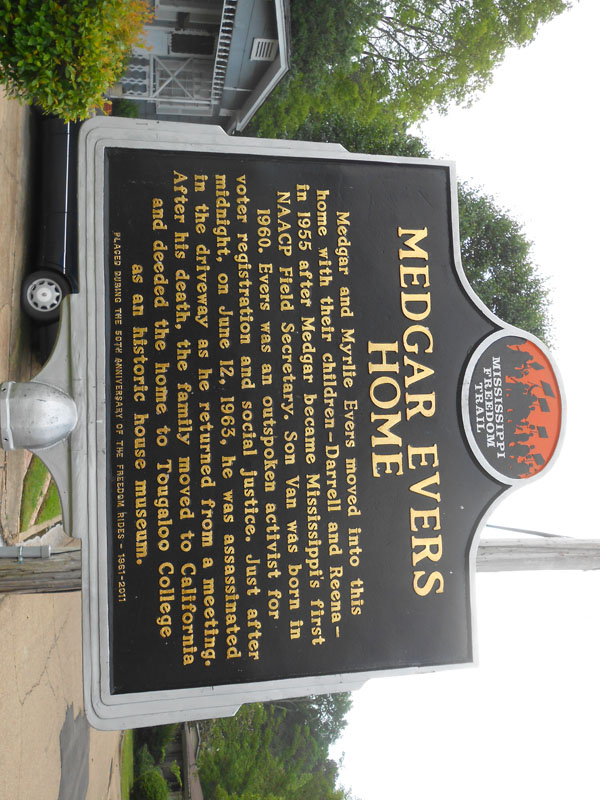 MISSISSIPPI
FREEDOM
TRAIL
MEDGAR EVERS
HOME
Medgar and Myrlie Evers moved into this
home with their children–Darrell and Reena–
in 1955 after Medgar became Mississippi's first
NAACP Field Secretary. Son Van was born in
1960. Evers was an outspoken activist for
voter registration and social justice. Just after
midnight, on June 12, 1963, he was assassinated
in the driveway as he returned from a meeting.
After his death, the family moved to California
and deeded the home to Tougaloo College
as an historic house museum.
PLACED DURING THE 50TH ANNIVERSARY OF THE FREEDOM RIDES – 1961-2011